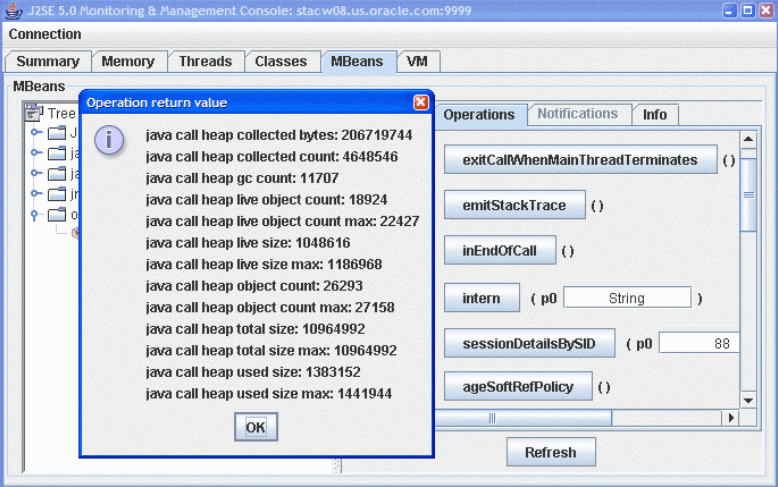 J2SE 5.0 Monitoring & Management Console: stacw08.us.oracle.com:9999
Connection
Summary Memory Threads Classes MBeans VM
MBeans
Tree
J
ja
ja
jr
o
Operation return value
java call heap collected bytes: 206719744
java call heap collected count: 4648546
java call heap gc count: 11707
java call heap live object count: 18924
java call heap live object count max: 22427
java call heap live size: 1048616
java call heap live size max: 1186968
java call heap object count: 26293
java call heap object count max: 27158
java call heap total size: 10964992
java call heap total size max: 10964992
java call heap used size: 1383152
java call heap used size max: 1441944
OK
Operations Notifications Info
exitCallWhenMainThreadTerminates ( )
emitStackTrace ( )
inEndOfCall ( )
intern ( p0 String )
sessionDetailsBySID ( p0 88
ageSoftRefPolicy ( )
Refresh